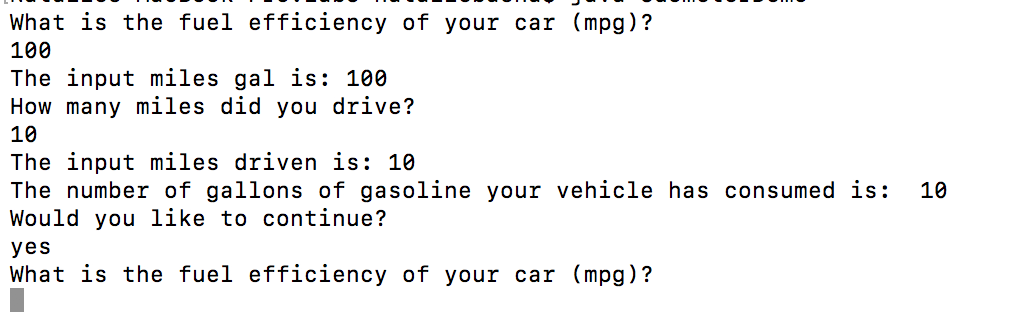 What is the fuel efficiency of your car (mpg)?
100
The input miles gal is: 100
How many miles did you drive?
10
The input miles driven is: 10
The number of gallons of gasoline your vehicle has consumed is:  10
Would you like to continue?
yes
What is the fuel efficiency of your car (mpg)?